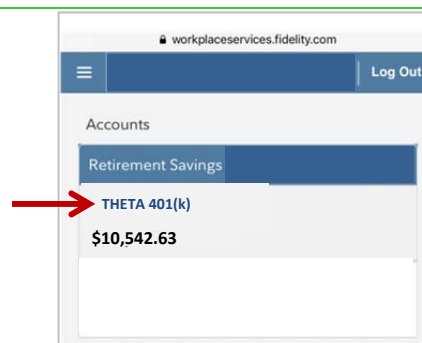 workplaceservices.fidelity.com
Log Out
Accounts
Retirement Savings
THETA 401(k)
$10,542.63